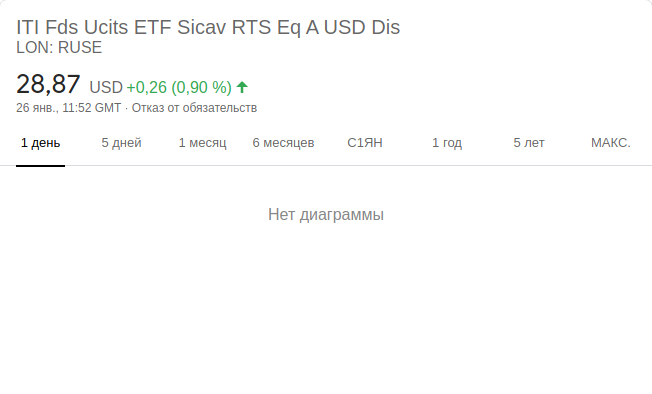 ITI Fds Ucits ETF Sicav RTS Eq A USD Dis
LON: RUSE
28,87 USD +0,26 (0,90 %)
26 янв., 11:52 GMT · Отказ от обязательств
1 день 5 дней 1 месяц 6 месяцев С1ЯН 1 год 5 лет МАКС.
Нет диаграммы